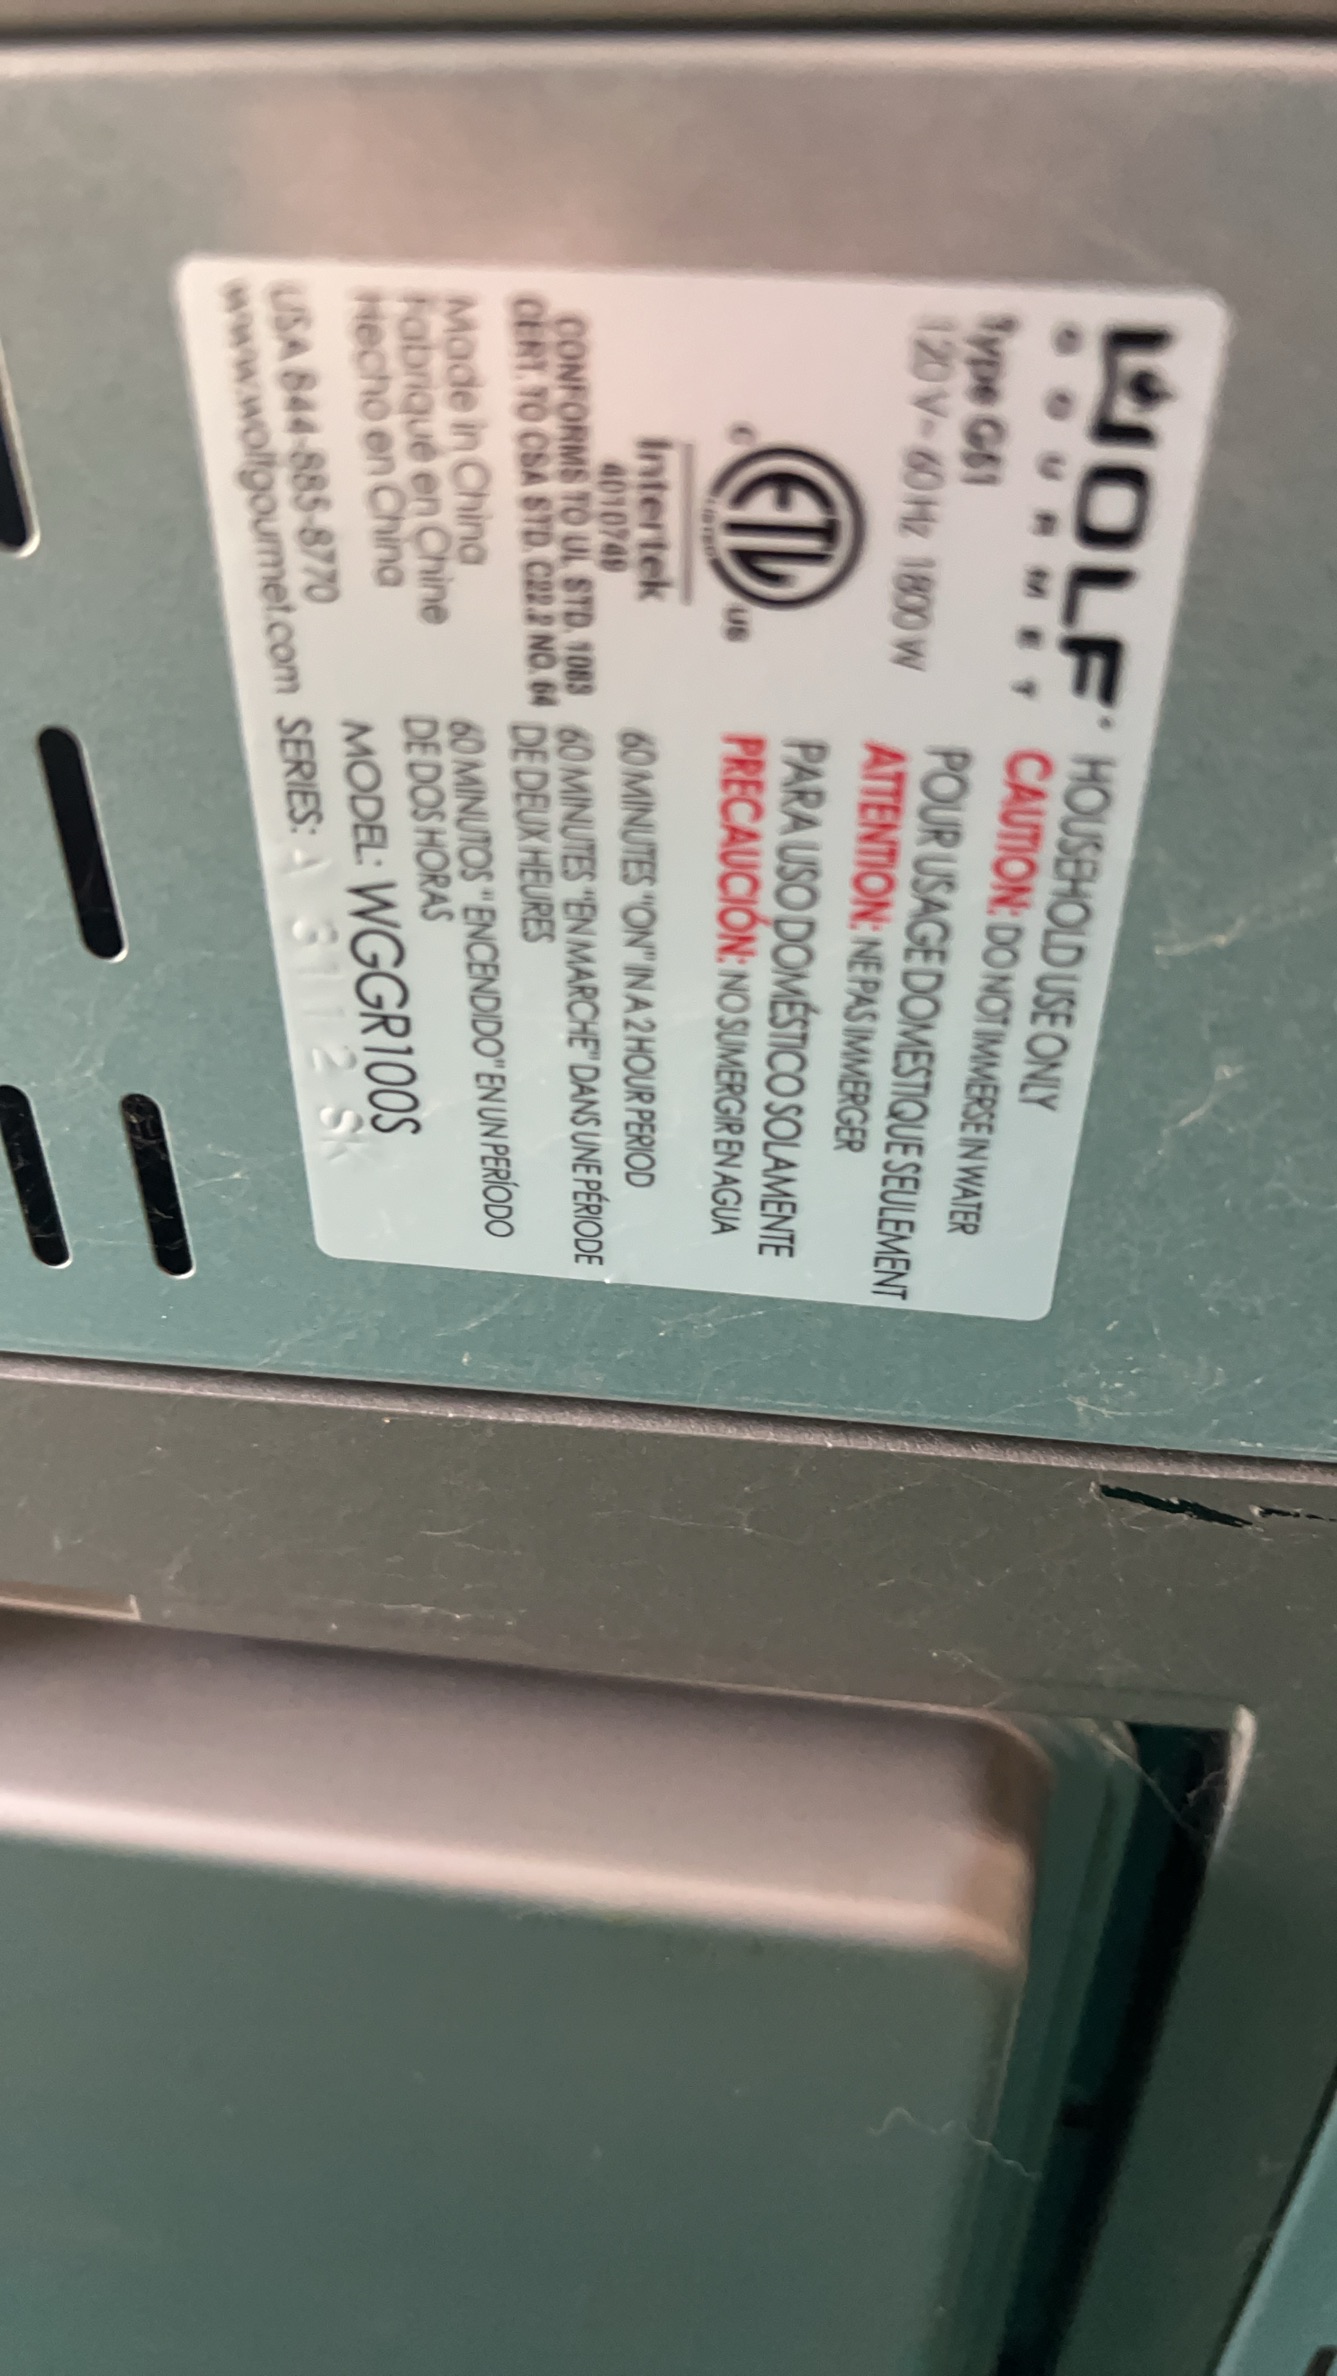 WOLF
GOURMET
Type G61
120 V~ 60 Hz 1800 W
C ETL US
Intertek
4010749
CONFORMS TO UL STD. 1083
CERT. TO CSA STD. C22.2 NO. 64
Made in China
Fabriqué en Chine
Hecho en China
USA 844-885-8770
www.wolfgourmet.com
HOUSEHOLD USE ONLY
CAUTION: DO NOT IMMERSE IN WATER
POUR USAGE DOMESTIQUE SEULEMENT
ATTENTION: NE PAS IMMERGER
PARA USO DOMÉSTICO SOLAMENTE
PRECAUCIÓN: NO SUMERGIR EN AGUA
60 MINUTES "ON" IN A 2 HOUR PERIOD
60 MINUTES "EN MARCHE" DANS UNE PÉRIODE
DE DEUX HEURES
60 MINUTOS "ENCENDIDO" EN UN PERÍODO
DE DOS HORAS
MODEL: WGGR100S
SERIES: